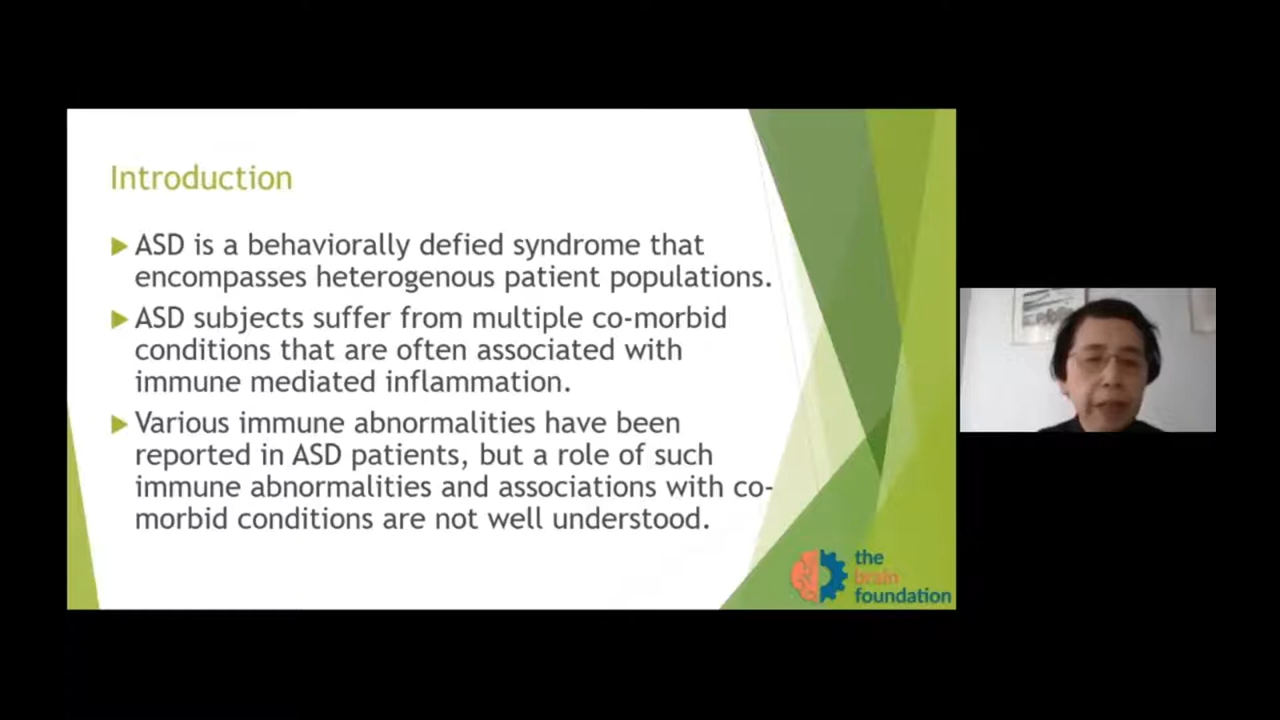 Introduction
ASD is a behaviorally defied syndrome that
encompasses heterogenous patient populations.
ASD subjects suffer from multiple co-morbid
conditions that are often associated with
immune mediated inflammation.
Various immune abnormalities have been
reported in ASD patients, but a role of such
immune abnormalities and associations with co-
morbid conditions are not well understood.
the
brain
foundation